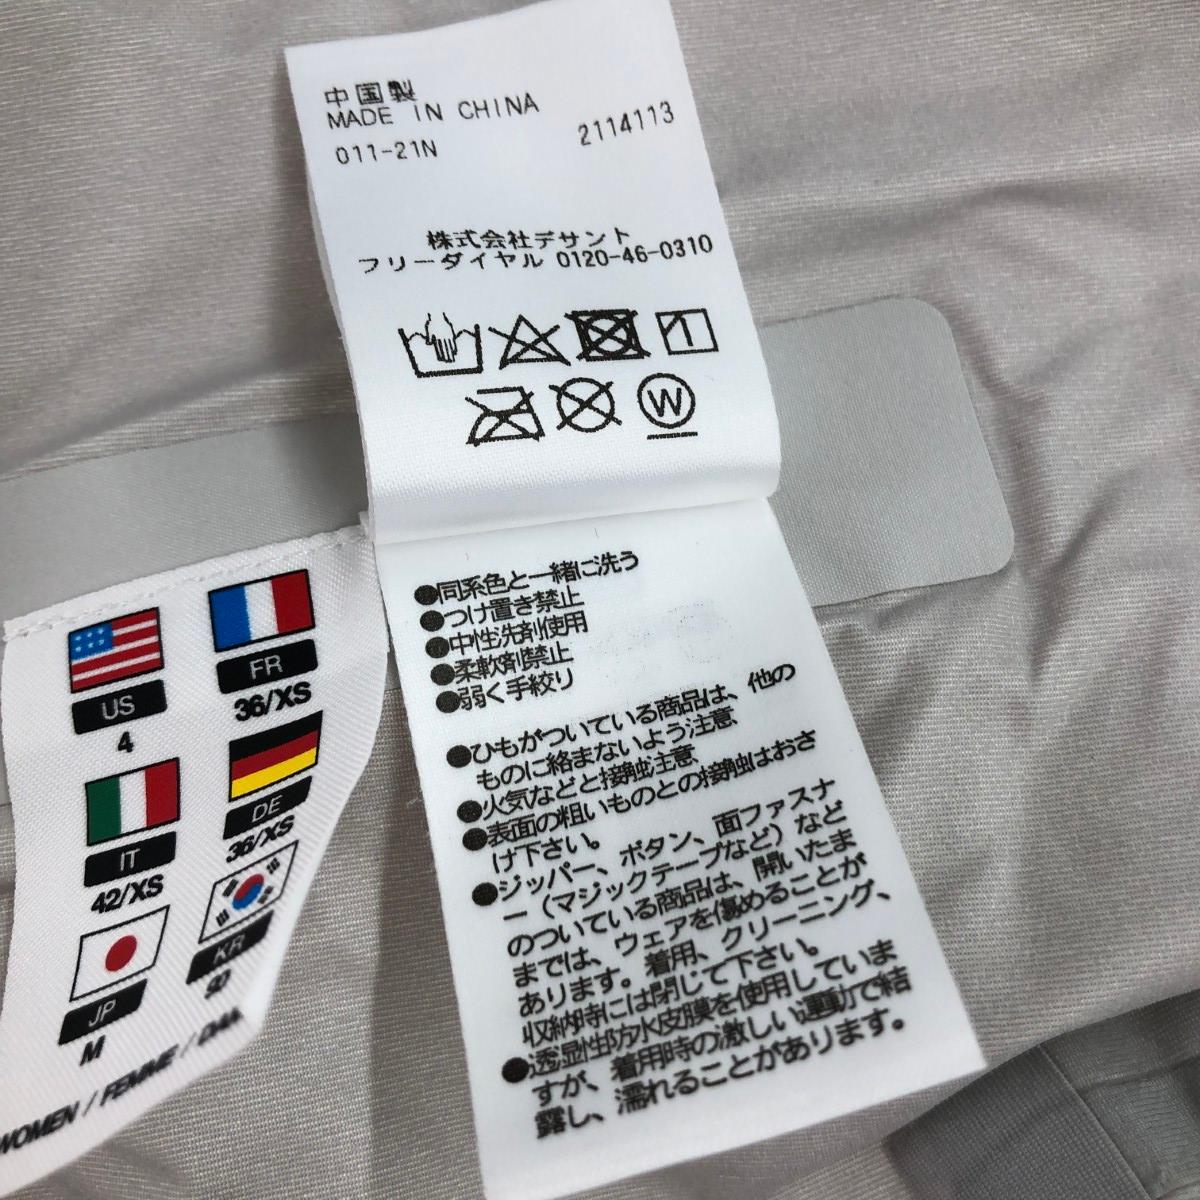 中国製
MADE IN CHINA
011-21N
2114113
株式会社デサント
フリーダイヤル 0120-46-0310
W
●同系色と一緒に洗う
●つけ置き禁止
●中性洗剤使用
●柔軟剤禁止
●弱く手絞り
●ひもがついている商品は、他の
ものに絡まないよう注意
●火気などと接触注意
●表面の粗いものとの接触はおさ
け下さい。
●ジッパー、ボタン、面ファスナ
ー(マジックテープなど)など
のついている商品は、開いたま
までは、ウェアを傷めることが
あります。着用、クリーニング、
収納時には閉じて下さい。
●透湿性防水皮膜を使用していま
すが、着用時の激しい運動で結
露し、濡れることがあります。
US
4
FR
36/XS
IT
42/XS
DE
36/XS
JP
M
KR
90
WOMEN / FEMME /